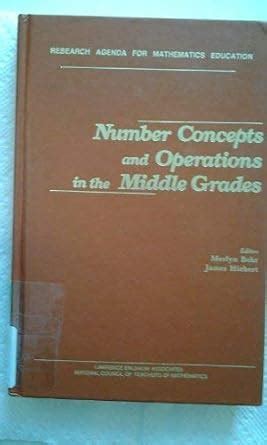 RESEARCH AGENDA FOR MATHEMATICS EDUCATION
Number Concepts
and Operations
in the Middle Grades
Editors
Merlyn Behr
James Hiebert
LAWRENCE ERLBAUM ASSOCIATES
NATIONAL COUNCIL OF TEACHERS OF MATHEMATICS